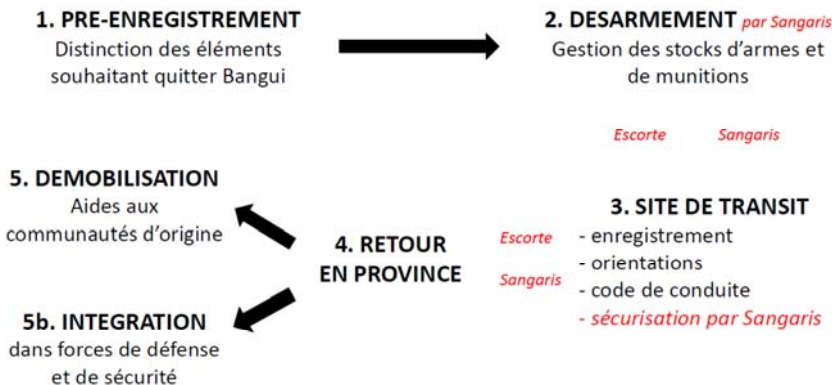 1. PRE-ENREGISTREMENT
Distinction des éléments
souhaitant quitter Bangui
2. DESARMEMENT par Sangaris
Gestion des stocks d'armes et
de munitions
Escorte Sangaris
3. SITE DE TRANSIT
- enregistrement
- orientations
- code de conduite
- sécurisation par Sangaris
Escorte
Sangaris
4. RETOUR
EN PROVINCE
5. DEMOBILISATION
Aides aux
communautés d'origine
5b. INTEGRATION
dans forces de défense
et de sécurité